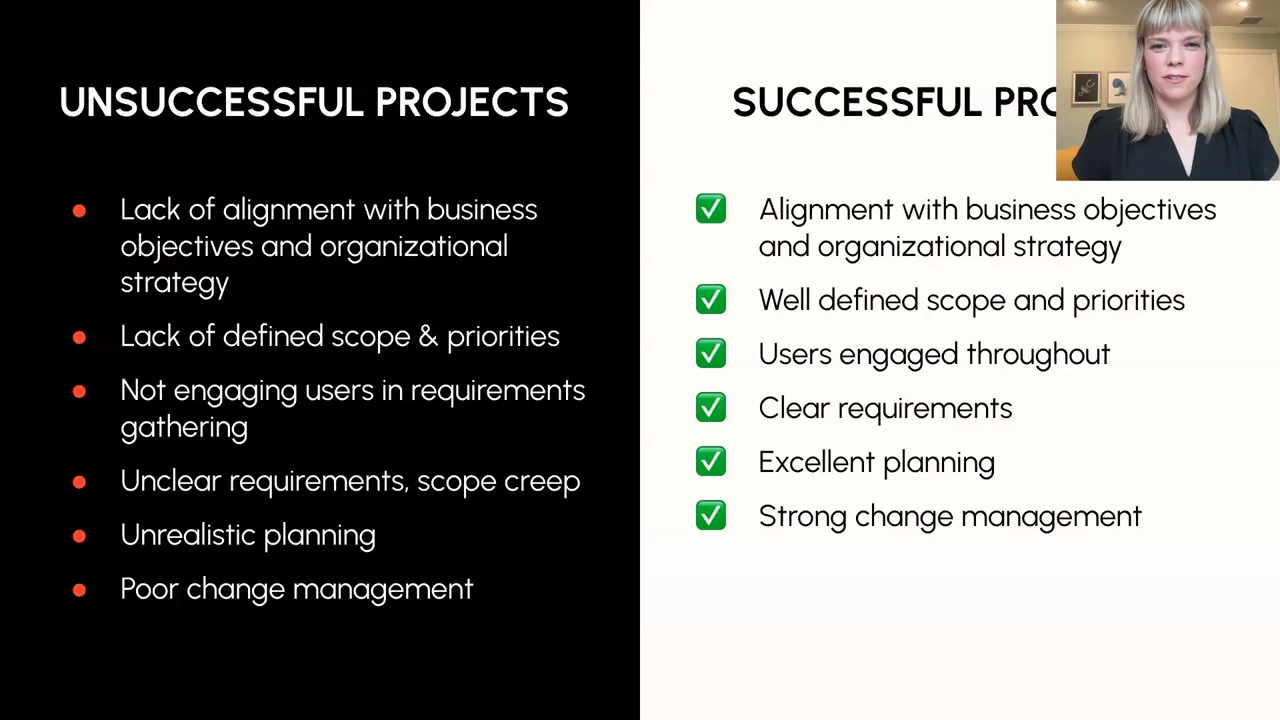 UNSUCCESSFUL PROJECTS
Lack of alignment with business
objectives and organizational
strategy
Lack of defined scope & priorities
Not engaging users in requirements
gathering
Unclear requirements, scope creep
Unrealistic planning
Poor change management
SUCCESSFUL PRO
Alignment with business objectives
and organizational strategy
Well defined scope and priorities
Users engaged throughout
Clear requirements
Excellent planning
Strong change management